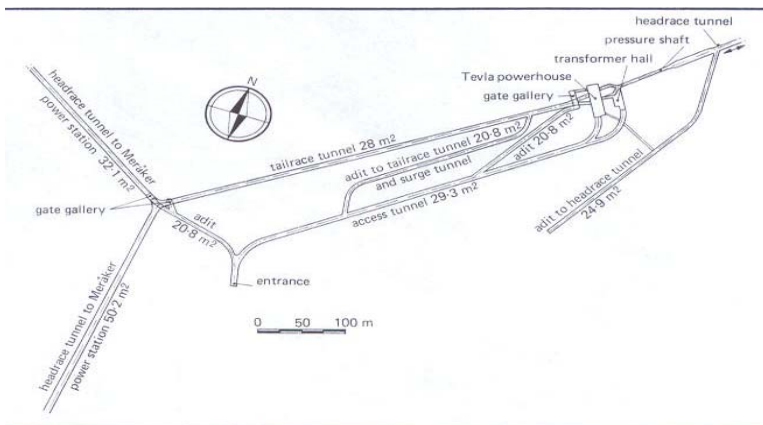 headrace tunnel
pressure shaft
transformer hall
Tevla powerhouse
gate gallery
N
headrace tunnel to Meråker
power station 32·1 m²
tailrace tunnel 28 m²
adit to tailrace tunnel 20·8 m²
and surge tunnel
adit 20·8 m²
access tunnel 29·3 m²
adit to headrace tunnel
24·9 m²
gate gallery
adit
20·8 m²
entrance
headrace tunnel to Meråker
power station 50·2 m²
0 50 100 m